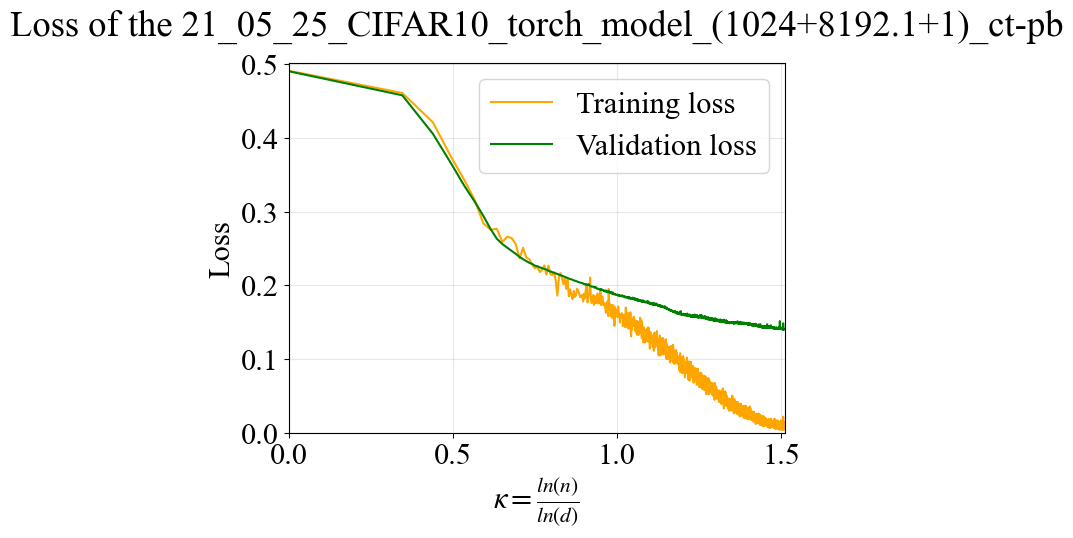 Loss of the 21_05_25_CIFAR10_torch_model_(1024+8192.1+1)_ct-pb
0.5
0.4
0.3
0.2
0.1
0.0
Loss
Training loss
Validation loss
0.0 0.5 1.0 1.5
κ = ln(n) / ln(d)